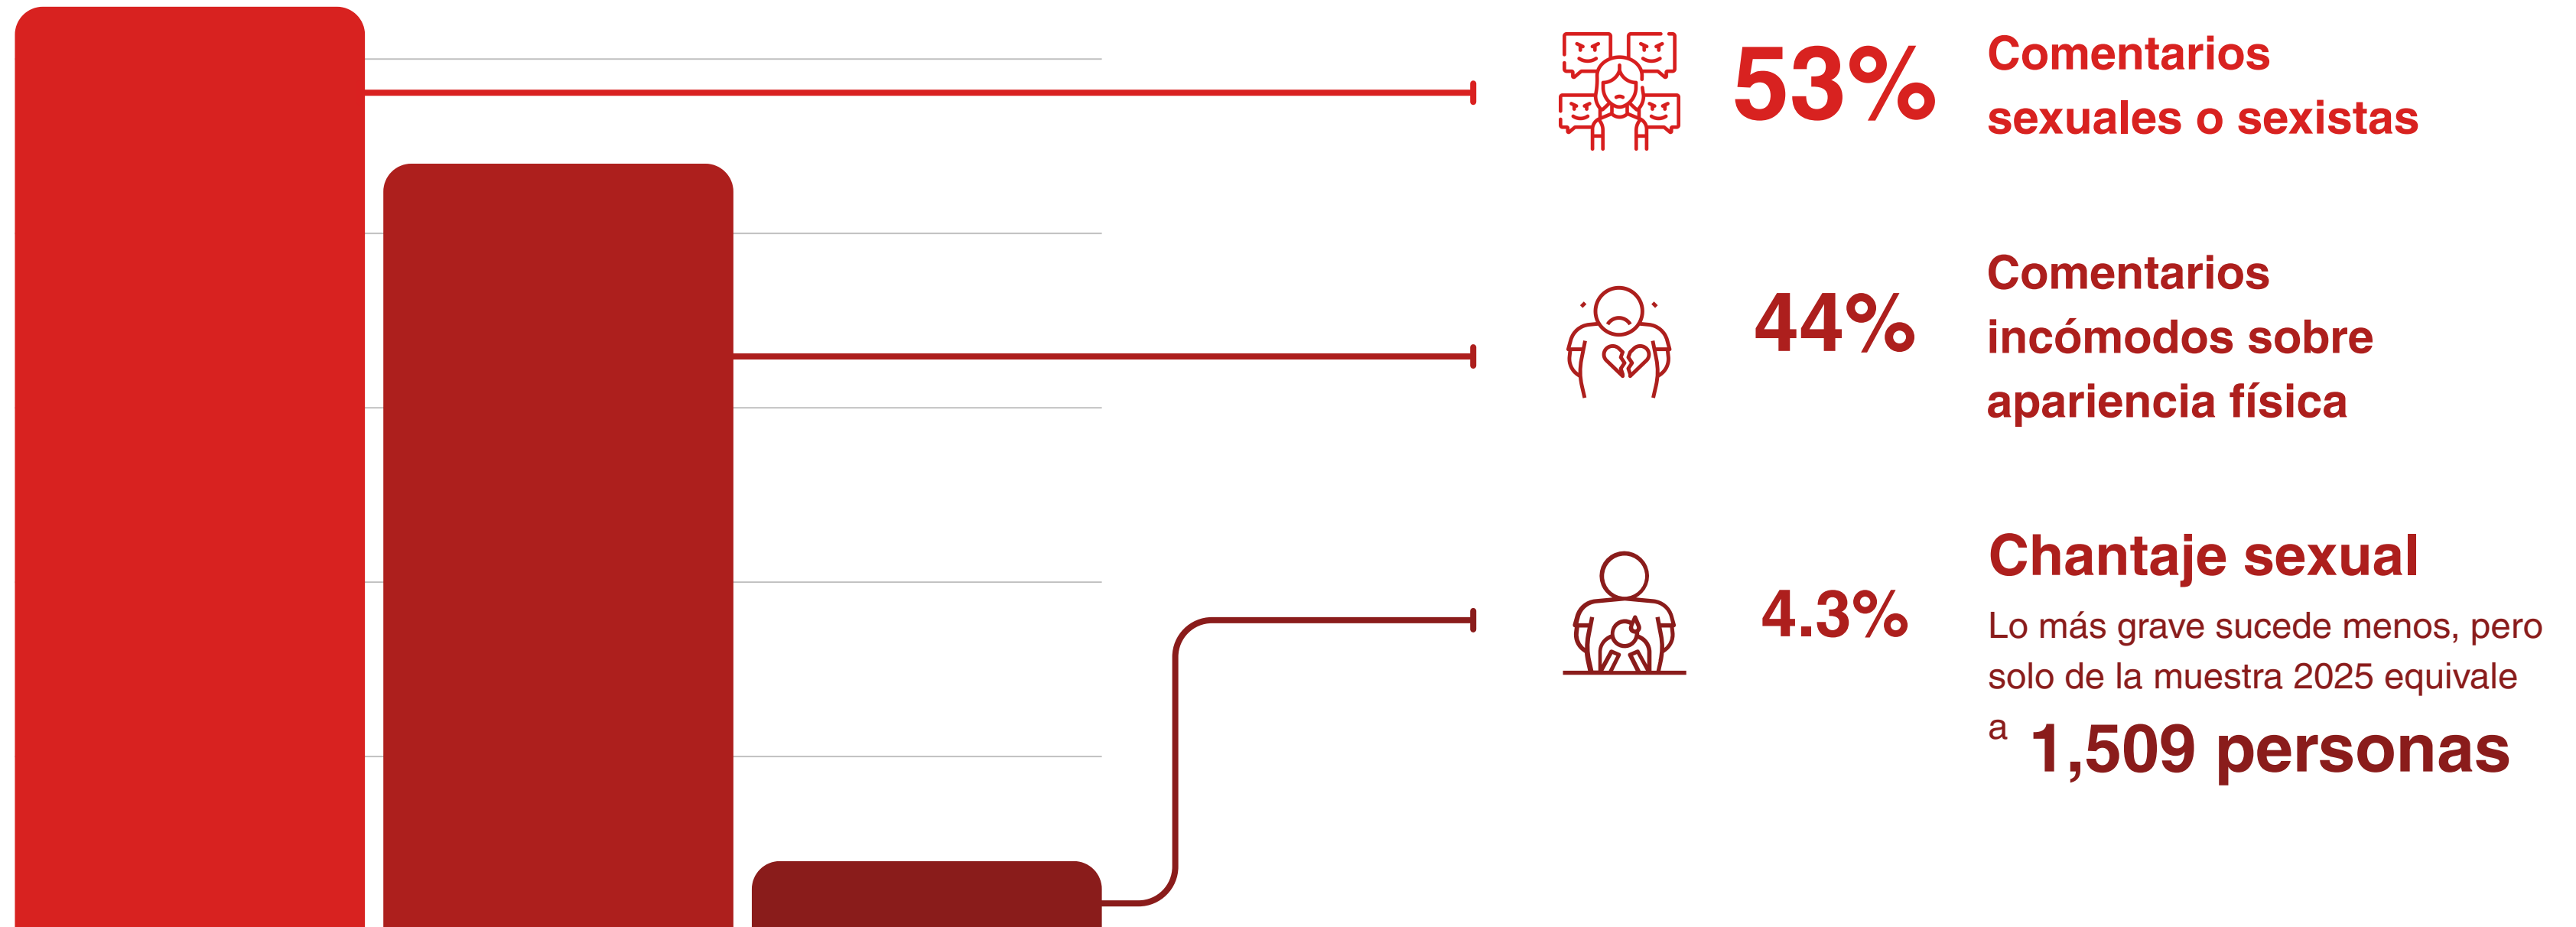 53%
Comentarios
sexuales o sexistas
44%
Comentarios
incómodos sobre
apariencia física
4.3%
Chantaje sexual
Lo más grave sucede menos, pero
solo de la muestra 2025 equivale
a 1,509 personas